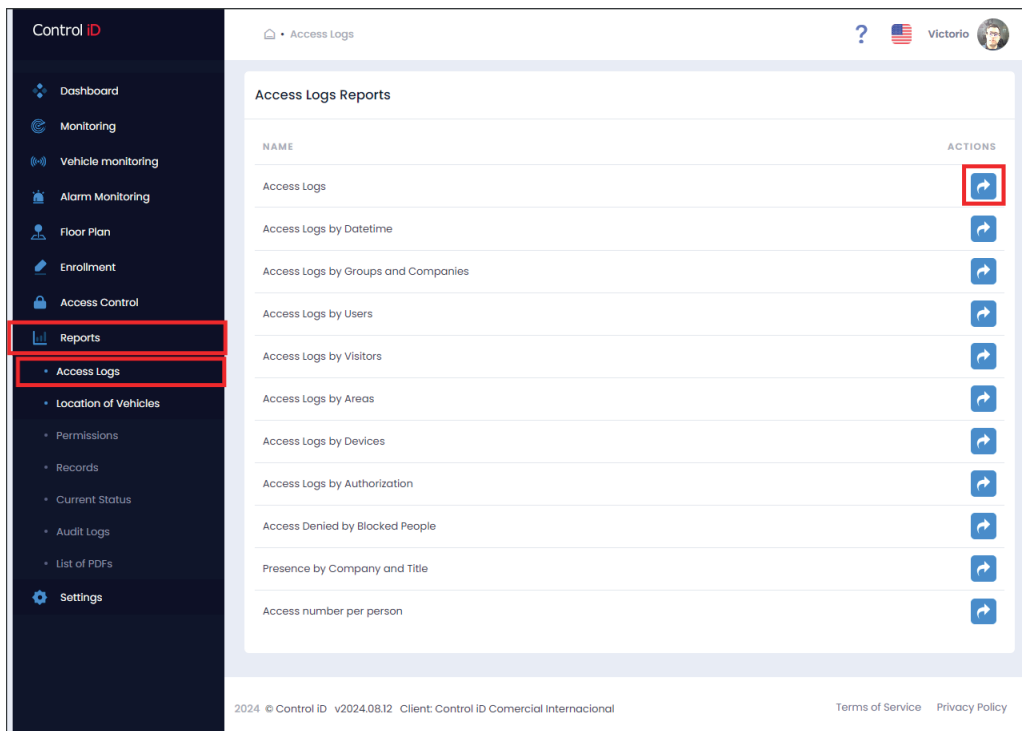 Control iD
• Access Logs
? Victorio
Dashboard
Monitoring
Vehicle monitoring
Alarm Monitoring
Floor Plan
Enrollment
Access Control
Reports
• Access Logs
• Location of Vehicles
• Permissions
• Records
• Current Status
• Audit Logs
• List of PDFs
Settings
Access Logs Reports
NAME ACTIONS
Access Logs
Access Logs by Datetime
Access Logs by Groups and Companies
Access Logs by Users
Access Logs by Visitors
Access Logs by Areas
Access Logs by Devices
Access Logs by Authorization
Access Denied by Blocked People
Presence by Company and Title
Access number per person
2024 © Control iD v2024.08.12 Client: Control iD Comercial Internacional Terms of Service Privacy Policy